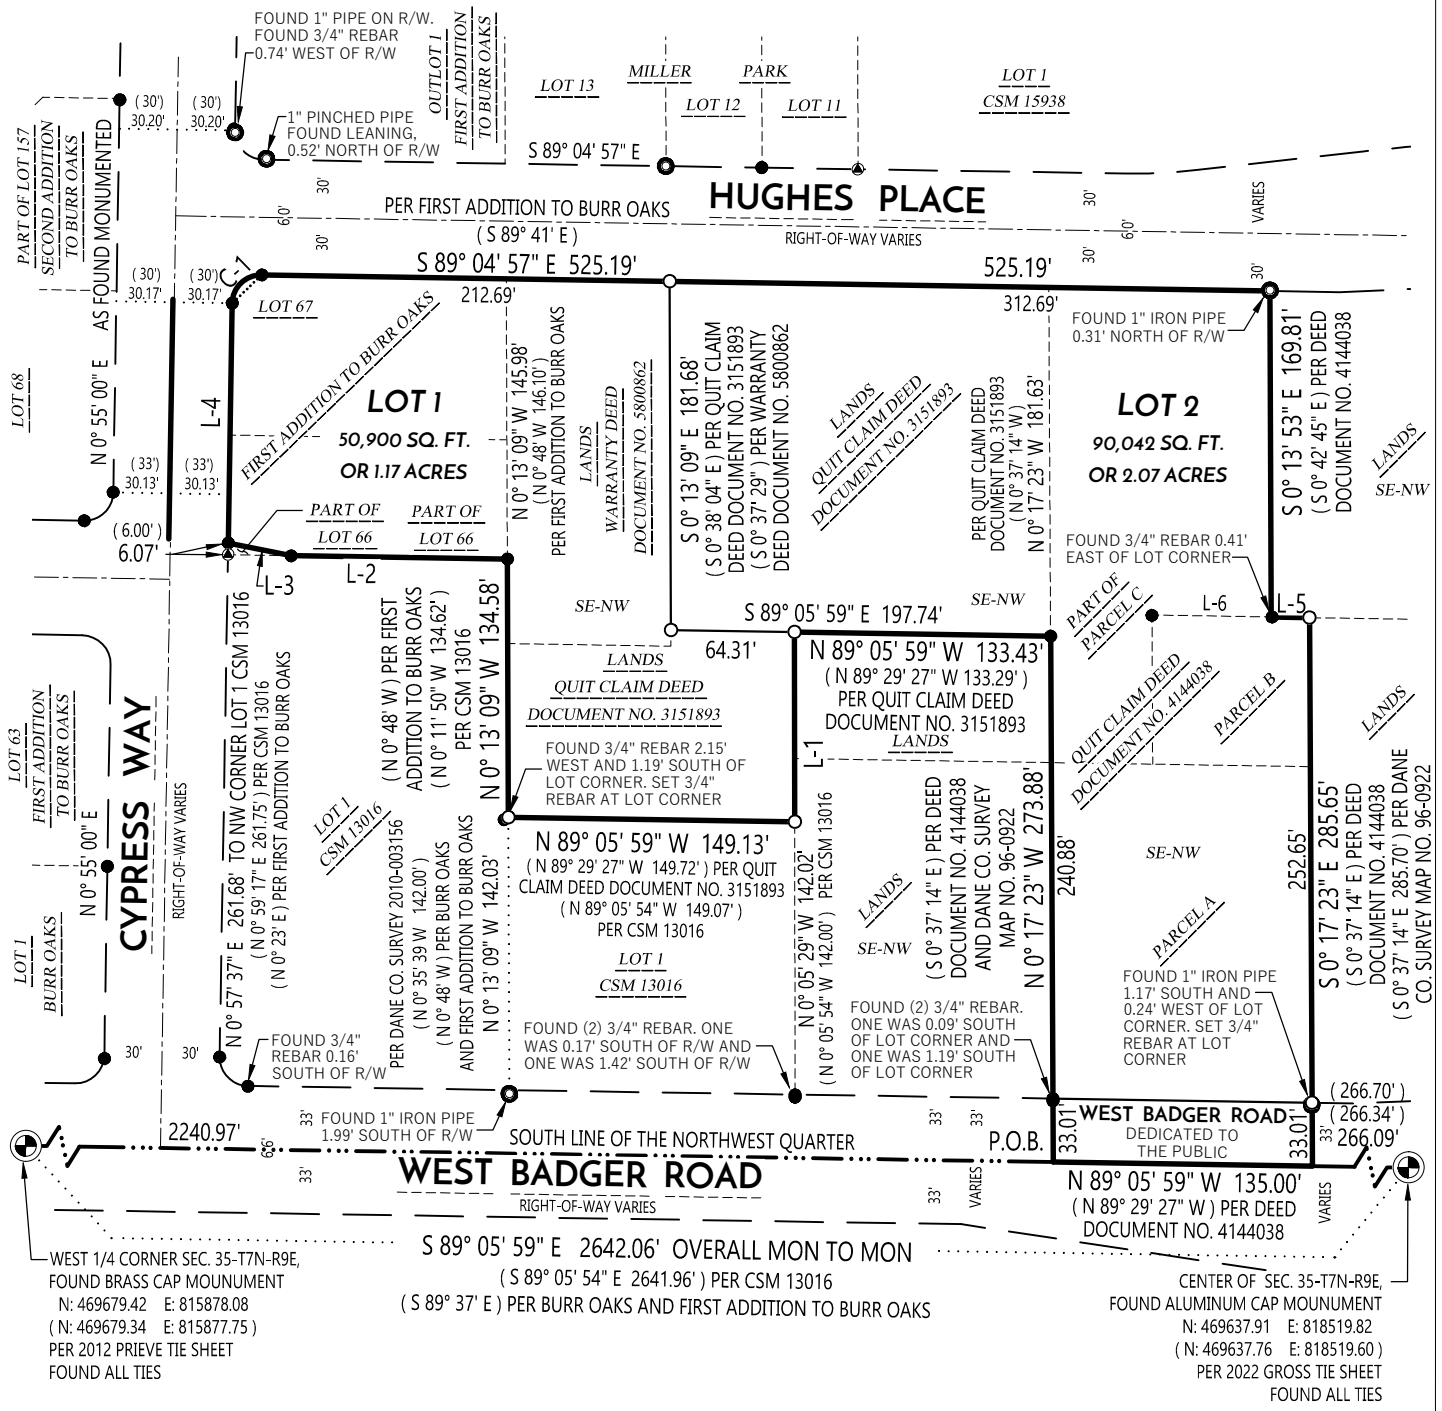 FOUND 1" PIPE ON R/W.
FOUND 3/4" REBAR
0.74' WEST OF R/W
1" PINCHED PIPE
FOUND LEANING,
0.52' NORTH OF R/W
OUTLOT 1
FIRST ADDITION
TO BURR OAKS
LOT 13
MILLER
PARK
LOT 12
LOT 11
LOT 1
CSM 15938
(30')
30.20'
(30')
30.20'
PART OF LOT 157
SECOND ADDITION
TO BURR OAKS
AS FOUND MONUMENTED
N 0° 55' 00" E
S 89° 04' 57" E
HUGHES PLACE
30'
60'
30'
PER FIRST ADDITION TO BURR OAKS
( S 89° 41' E )
RIGHT-OF-WAY VARIES
30'
60'
30'
VARIES
S 89° 04' 57" E 525.19'
525.19'
212.69'
312.69'
(30')
30.17'
(30')
30.17'
C-1
LOT 67
FIRST ADDITION TO BURR OAKS
LOT 1
50,900 SQ. FT.
OR 1.17 ACRES
L-4
LOT 68
(33')
30.13'
(33')
30.13'
(6.00')
6.07'
PART OF
LOT 66
PART OF
LOT 66
L-3
L-2
N 0° 13' 09" W 145.98'
( N 0° 48' W 146.10' )
PER FIRST ADDITION TO BURR OAKS
LANDS
WARRANTY DEED
DOCUMENT NO. 5800862
S 0° 13' 09" E 181.68'
( S 0° 38' 04" E ) PER QUIT CLAIM
DEED DOCUMENT NO. 3151893
( S 0° 37' 29" ) PER WARRANTY
DEED DOCUMENT NO. 5800862
LANDS
QUIT CLAIM DEED
DOCUMENT NO. 3151893
PER QUIT CLAIM DEED
DOCUMENT NO. 3151893
( N 0° 37' 14" W )
N 0° 17' 23" W 181.63'
FOUND 1" IRON PIPE
0.31' NORTH OF R/W
LOT 2
90,042 SQ. FT.
OR 2.07 ACRES
S 0° 13' 53" E 169.81'
( S 0° 42' 45" E ) PER DEED
DOCUMENT NO. 4144038
LANDS
SE-NW
FOUND 3/4" REBAR 0.41'
EAST OF LOT CORNER
PART OF
PARCEL C
L-6
L-5
SE-NW
SE-NW
S 89° 05' 59" E 197.74'
64.31'
N 89° 05' 59" W 133.43'
( N 89° 29' 27" W 133.29' )
PER QUIT CLAIM DEED
DOCUMENT NO. 3151893
LANDS
LANDS
QUIT CLAIM DEED
DOCUMENT NO. 3151893
FOUND 3/4" REBAR 2.15'
WEST AND 1.19' SOUTH OF
LOT CORNER. SET 3/4"
REBAR AT LOT CORNER
( N 0° 48' W ) PER FIRST
ADDITION TO BURR OAKS
( N 0° 11' 50" W 134.62' )
PER CSM 13016
N 0° 13' 09" W 134.58'
L-1
QUIT CLAIM DEED
DOCUMENT NO. 4144038
PARCEL B
LANDS
LOT 63
FIRST ADDITION
TO BURR OAKS
N 0° 55' 00" E
CYPRESS WAY
RIGHT-OF-WAY VARIES
LOT 1
BURR OAKS
N 0° 57' 37" E 261.68' TO NW CORNER LOT 1 CSM 13016
( N 0° 59' 17" E 261.75' ) PER CSM 13016
( N 0° 23' E ) PER FIRST ADDITION TO BURR OAKS
LOT 1
CSM 13016
PER DANE CO. SURVEY 2010-003156
( N 0° 35' 39 W 142.00' )
( N 0° 48' W ) PER BURR OAKS
AND FIRST ADDITION TO BURR OAKS
N 0° 13' 09" W 142.03'
N 89° 05' 59" W 149.13'
( N 89° 29' 27" W 149.72' ) PER QUIT
CLAIM DEED DOCUMENT NO. 3151893
( N 89° 05' 54" W 149.07' )
PER CSM 13016
LOT 1
CSM 13016
N 0° 05' 29" W 142.02'
( N 0° 05' 54" W 142.00' ) PER CSM 13016
LANDS
SE-NW
( S 0° 37' 14" E ) PER DEED
DOCUMENT NO. 4144038
AND DANE CO. SURVEY
MAP NO. 96-0922
N 0° 17' 23" W 273.88'
240.88'
SE-NW
PARCEL A
252.65'
S 0° 17' 23" E 285.65'
( S 0° 37' 14" E ) PER DEED
DOCUMENT NO. 4144038
( S 0° 37' 14" E 285.70' ) PER DANE
CO. SURVEY MAP NO. 96-0922
FOUND 1" IRON PIPE
1.17' SOUTH AND
0.24' WEST OF LOT
CORNER. SET 3/4"
REBAR AT LOT
CORNER
FOUND (2) 3/4" REBAR.
ONE WAS 0.09' SOUTH
OF LOT CORNER AND
ONE WAS 1.19' SOUTH
OF LOT CORNER
FOUND (2) 3/4" REBAR. ONE
WAS 0.17' SOUTH OF R/W AND
ONE WAS 1.42' SOUTH OF R/W
30'
30'
FOUND 3/4"
REBAR 0.16'
SOUTH OF R/W
FOUND 1" IRON PIPE
1.99' SOUTH OF R/W
33'
66'
33'
33'
33'
33'
VARIES
2240.97'
SOUTH LINE OF THE NORTHWEST QUARTER
P.O.B.
33.01'
WEST BADGER ROAD
DEDICATED TO
THE PUBLIC
33.01'
33'
VARIES
( 266.70' )
( 266.34' )
266.09'
WEST BADGER ROAD
RIGHT-OF-WAY VARIES
N 89° 05' 59" W 135.00'
( N 89° 29' 27" W ) PER DEED
DOCUMENT NO. 4144038
S 89° 05' 59" E 2642.06' OVERALL MON TO MON
( S 89° 05' 54" E 2641.96' ) PER CSM 13016
( S 89° 37' E ) PER BURR OAKS AND FIRST ADDITION TO BURR OAKS
WEST 1/4 CORNER SEC. 35-T7N-R9E,
FOUND BRASS CAP MOUNUMENT
N: 469679.42 E: 815878.08
( N: 469679.34 E: 815877.75 )
PER 2012 PRIEVE TIE SHEET
FOUND ALL TIES
CENTER OF SEC. 35-T7N-R9E,
FOUND ALUMINUM CAP MOUNUMENT
N: 469637.91 E: 818519.82
( N: 469637.76 E: 818519.60 )
PER 2022 GROSS TIE SHEET
FOUND ALL TIES